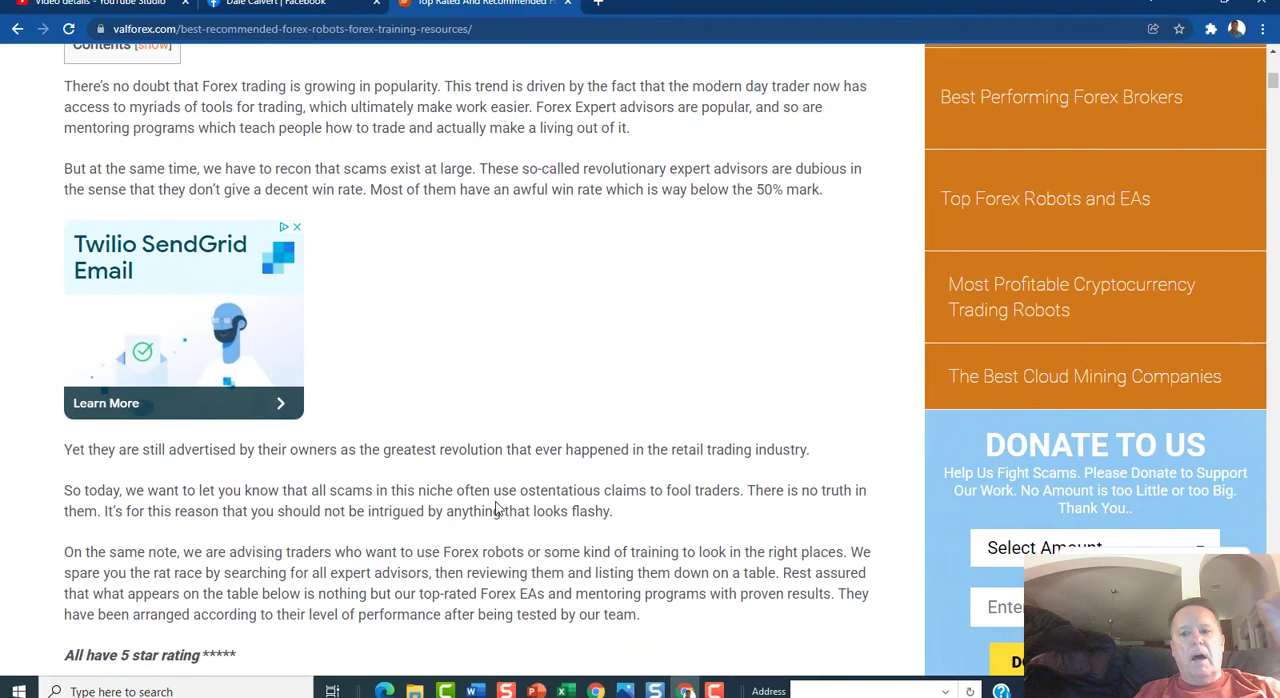 Video details - YouTube Studio
Dale Calvert | Facebook
Top Rated And Recommended F
valforex.com/best-recommended-forex-robots-forex-training-resources/
Contents [show]
There's no doubt that Forex trading is growing in popularity. This trend is driven by the fact that the modern day trader now has
access to myriads of tools for trading, which ultimately make work easier. Forex Expert advisors are popular, and so are
mentoring programs which teach people how to trade and actually make a living out of it.
But at the same time, we have to recon that scams exist at large. These so-called revolutionary expert advisors are dubious in
the sense that they don't give a decent win rate. Most of them have an awful win rate which is way below the 50% mark.
Twilio SendGrid
Email
Learn More
Yet they are still advertised by their owners as the greatest revolution that ever happened in the retail trading industry.
So today, we want to let you know that all scams in this niche often use ostentatious claims to fool traders. There is no truth in
them. It's for this reason that you should not be intrigued by anything that looks flashy.
On the same note, we are advising traders who want to use Forex robots or some kind of training to look in the right places. We
spare you the rat race by searching for all expert advisors, then reviewing them and listing them down on a table. Rest assured
that what appears on the table below is nothing but our top-rated Forex EAs and mentoring programs with proven results. They
have been arranged according to their level of performance after being tested by our team.
All have 5 star rating *****
Best Performing Forex Brokers
Top Forex Robots and EAs
Most Profitable Cryptocurrency
Trading Robots
The Best Cloud Mining Companies
DONATE TO US
Help Us Fight Scams. Please Donate to Support
Our Work. No Amount is too Little or too Big.
Thank You..
Select Amount
Ente
D
Type here to search
Address